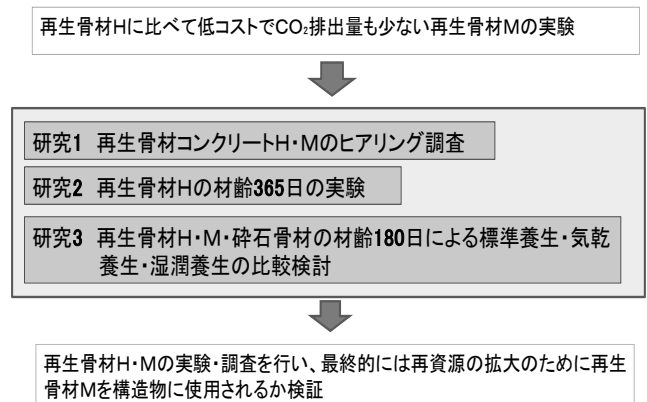 再生骨材Hに比べて低コストでCO₂排出量も少ない再生骨材Mの実験
研究1 再生骨材コンクリートH・Mのヒアリング調査
研究2 再生骨材Hの材齢365日の実験
研究3 再生骨材H・M・砕石骨材の材齢180日による標準養生・気乾
養生・湿潤養生の比較検討
再生骨材H・Mの実験・調査を行い、最終的には再資源の拡大のために再生
骨材Mを構造物に使用されるか検証